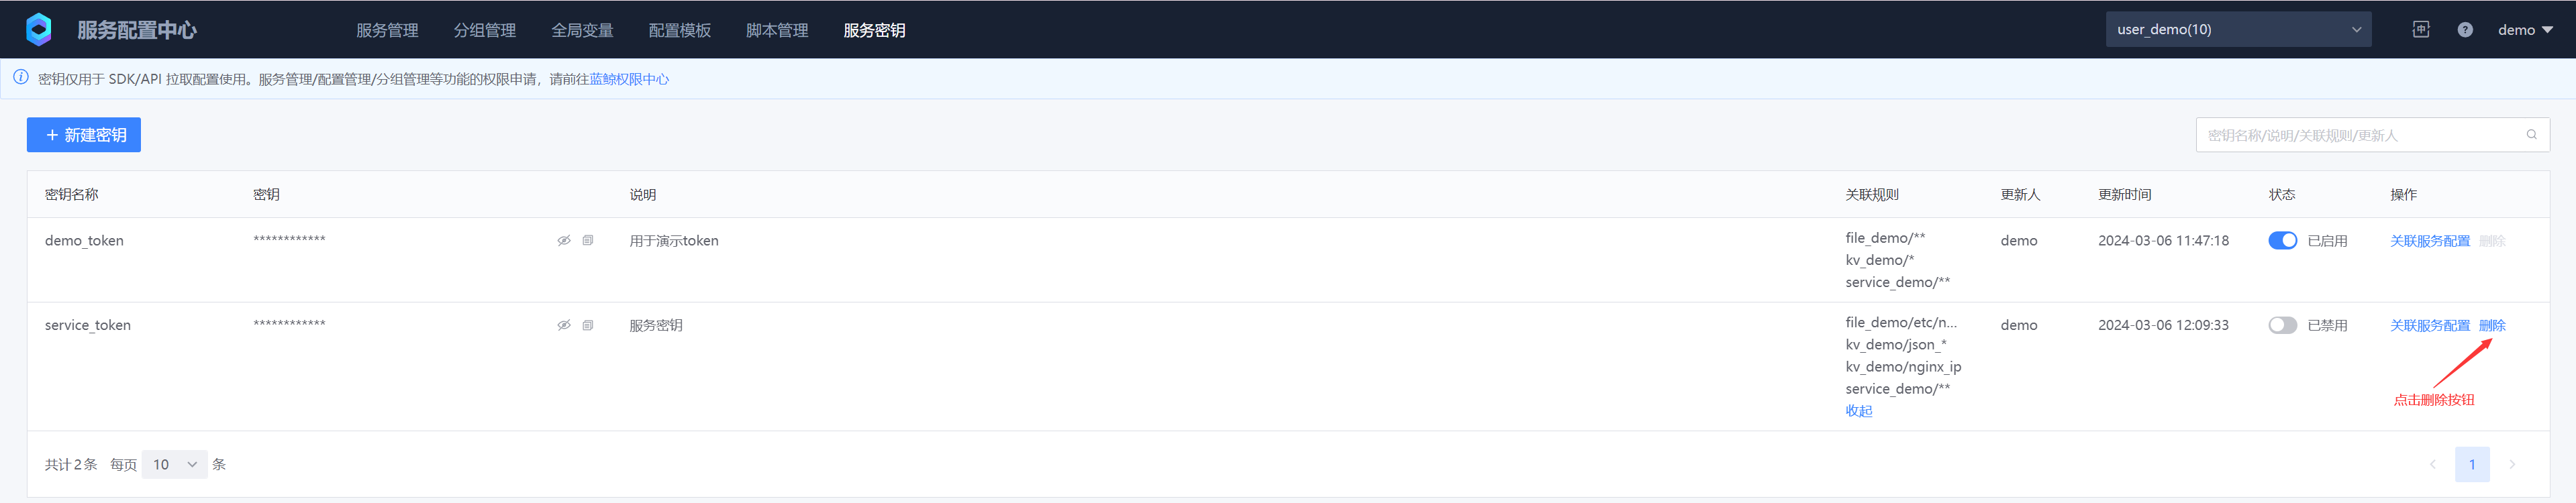 服务配置中心 服务管理 分组管理 全局变量 配置模板 脚本管理 服务密钥 user_demo(10) 中 ? demo
密钥仅用于 SDK/API 拉取配置使用。服务管理/配置管理/分组管理等功能的权限申请，请前往蓝鲸权限中心
+ 新建密钥 密钥名称/说明/关联规则/更新人
密钥名称 密钥 说明 关联规则 更新人 更新时间 状态 操作
demo_token ************ 用于演示token file_demo/** demo 2024-03-06 11:47:18 已启用 关联服务配置 删除
kv_demo/*
service_demo/**
service_token ************ 服务密钥 file_demo/etc/n... demo 2024-03-06 12:09:33 已禁用 关联服务配置 删除
kv_demo/json_*
kv_demo/nginx_ip
service_demo/**
收起
点击删除按钮
共计 2 条 每页 10 条 1